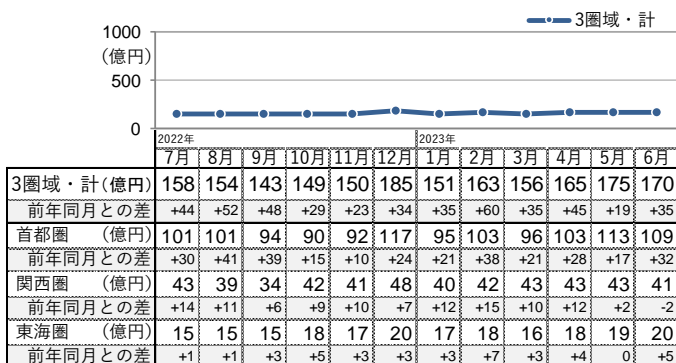 3圏域・計
1000
(億円)
500
0
2022年 2023年
7月 8月 9月 10月 11月 12月 1月 2月 3月 4月 5月 6月
3圏域・計(億円) 158 154 143 149 150 185 151 163 156 165 175 170
前年同月との差 +44 +52 +48 +29 +23 +34 +35 +60 +35 +45 +19 +35
首都圏 (億円) 101 101 94 90 92 117 95 103 96 103 113 109
前年同月との差 +30 +41 +39 +15 +10 +24 +21 +38 +21 +28 +17 +32
関西圏 (億円) 43 39 34 42 41 48 40 42 43 43 43 41
前年同月との差 +14 +11 +6 +9 +10 +7 +12 +15 +10 +12 +2 -2
東海圏 (億円) 15 15 15 18 17 20 17 18 16 18 19 20
前年同月との差 +1 +1 +3 +5 +3 +3 +3 +7 +3 +4 0 +5